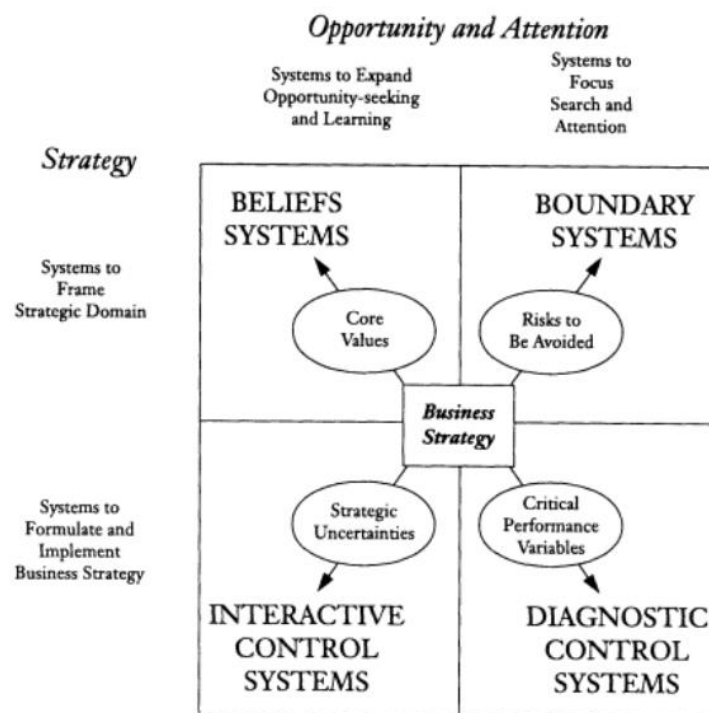 Opportunity and Attention
Systems to Expand
Opportunity-seeking
and Learning
Systems to
Focus
Search and
Attention
Strategy
BELIEFS
SYSTEMS
BOUNDARY
SYSTEMS
Systems to
Frame
Strategic Domain
Core
Values
Risks to
Be Avoided
Business
Strategy
Systems to
Formulate and
Implement
Business Strategy
Strategic
Uncertainties
Critical
Performance
Variables
INTERACTIVE
CONTROL
SYSTEMS
DIAGNOSTIC
CONTROL
SYSTEMS